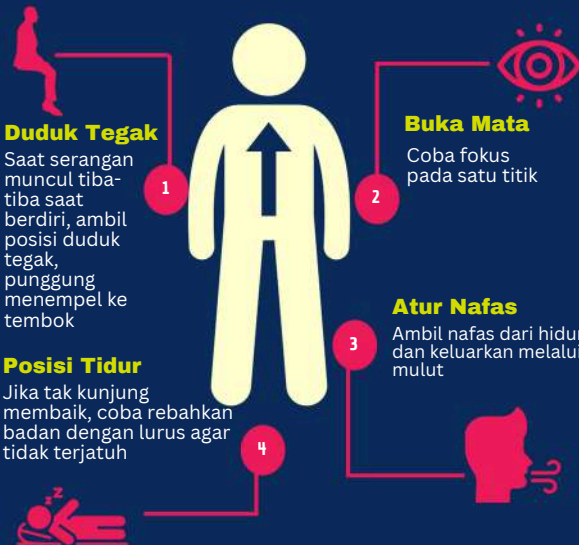 Duduk Tegak
Saat serangan
muncul tiba-
tiba saat
berdiri, ambil
posisi duduk
tegak,
punggung
menempel ke
tembok
1
Buka Mata
Coba fokus
pada satu titik
2
Atur Nafas
Ambil nafas dari hidun
dan keluarkan melalui
mulut
3
Posisi Tidur
Jika tak kunjung
membaik, coba rebahkan
badan dengan lurus agar
tidak terjatuh
4
z z